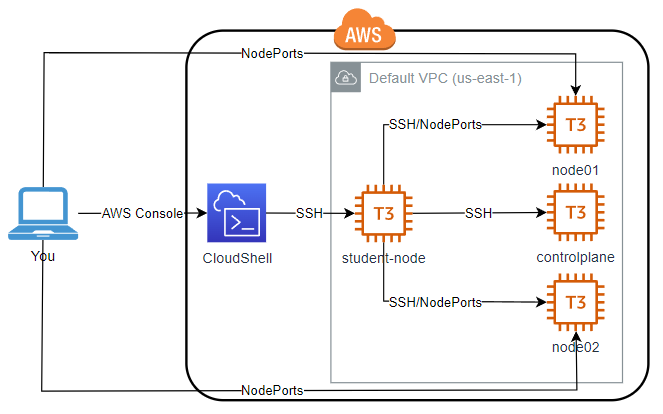 AWS
NodePorts
Default VPC (us-east-1)
SSH/NodePorts
T3
node01
AWS Console
SSH
T3
SSH
T3
You
CloudShell
student-node
controlplane
SSH/NodePorts
T3
node02
NodePorts